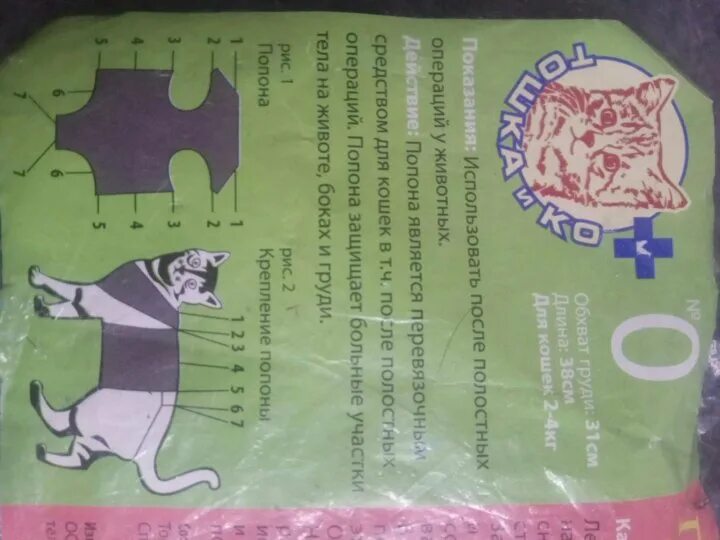 ТОШКА и КО
№ 0
Обхват груди: 31см
Длина: 38см
Для кошек 2-4кг
Показания: Использовать после полостных
операций у животных.
Действие: Попона является перевязочным
средством для кошек в т.ч. после полостных
операций. Попона защищает больные участки
тела на животе, боках и груди.
рис. 1
Попона
1 2 3 4 5 6 7
1 2 3 4 5 6 7
рис. 2
Крепление попоны
1 2 3 4 5 6 7